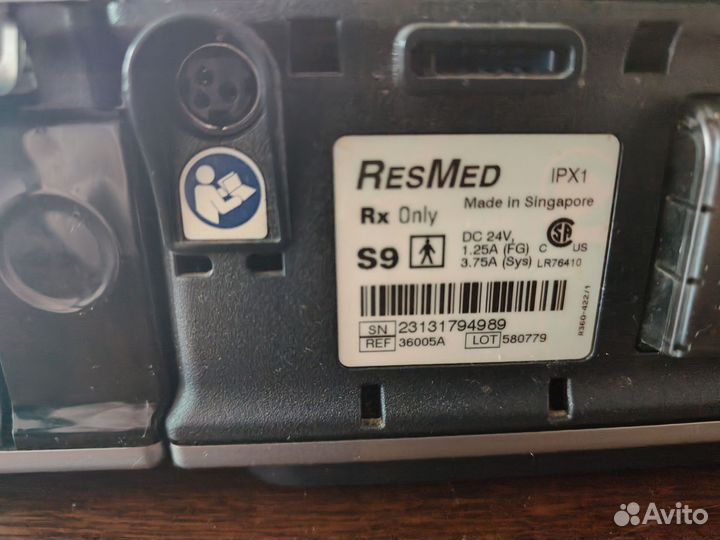 RESMED
IPX1
Made in Singapore
Rx Only
S9
DC 24V,
1.25A (FG)
3.75A (Sys)
C US
LR76410
SN 23131794989
REF 36005A LOT 580779
R360-422/1
Avito